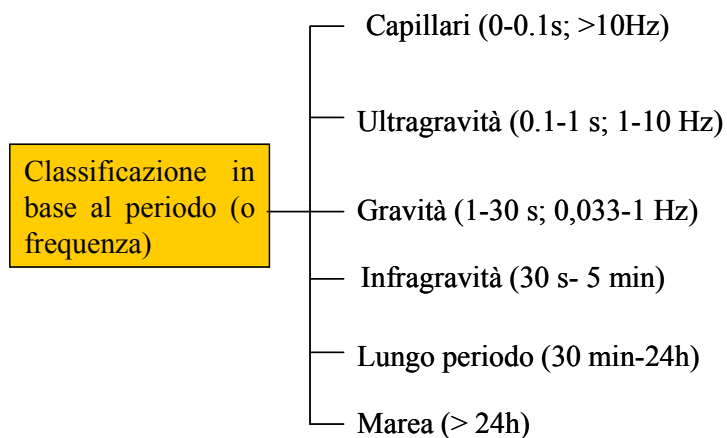 Capillari (0-0.1s; >10Hz)
Ultragravità (0.1-1 s; 1-10 Hz)
Classificazione in
base al periodo (o
frequenza)
Gravità (1-30 s; 0,033-1 Hz)
Infragravità (30 s- 5 min)
Lungo periodo (30 min-24h)
Marea (> 24h)